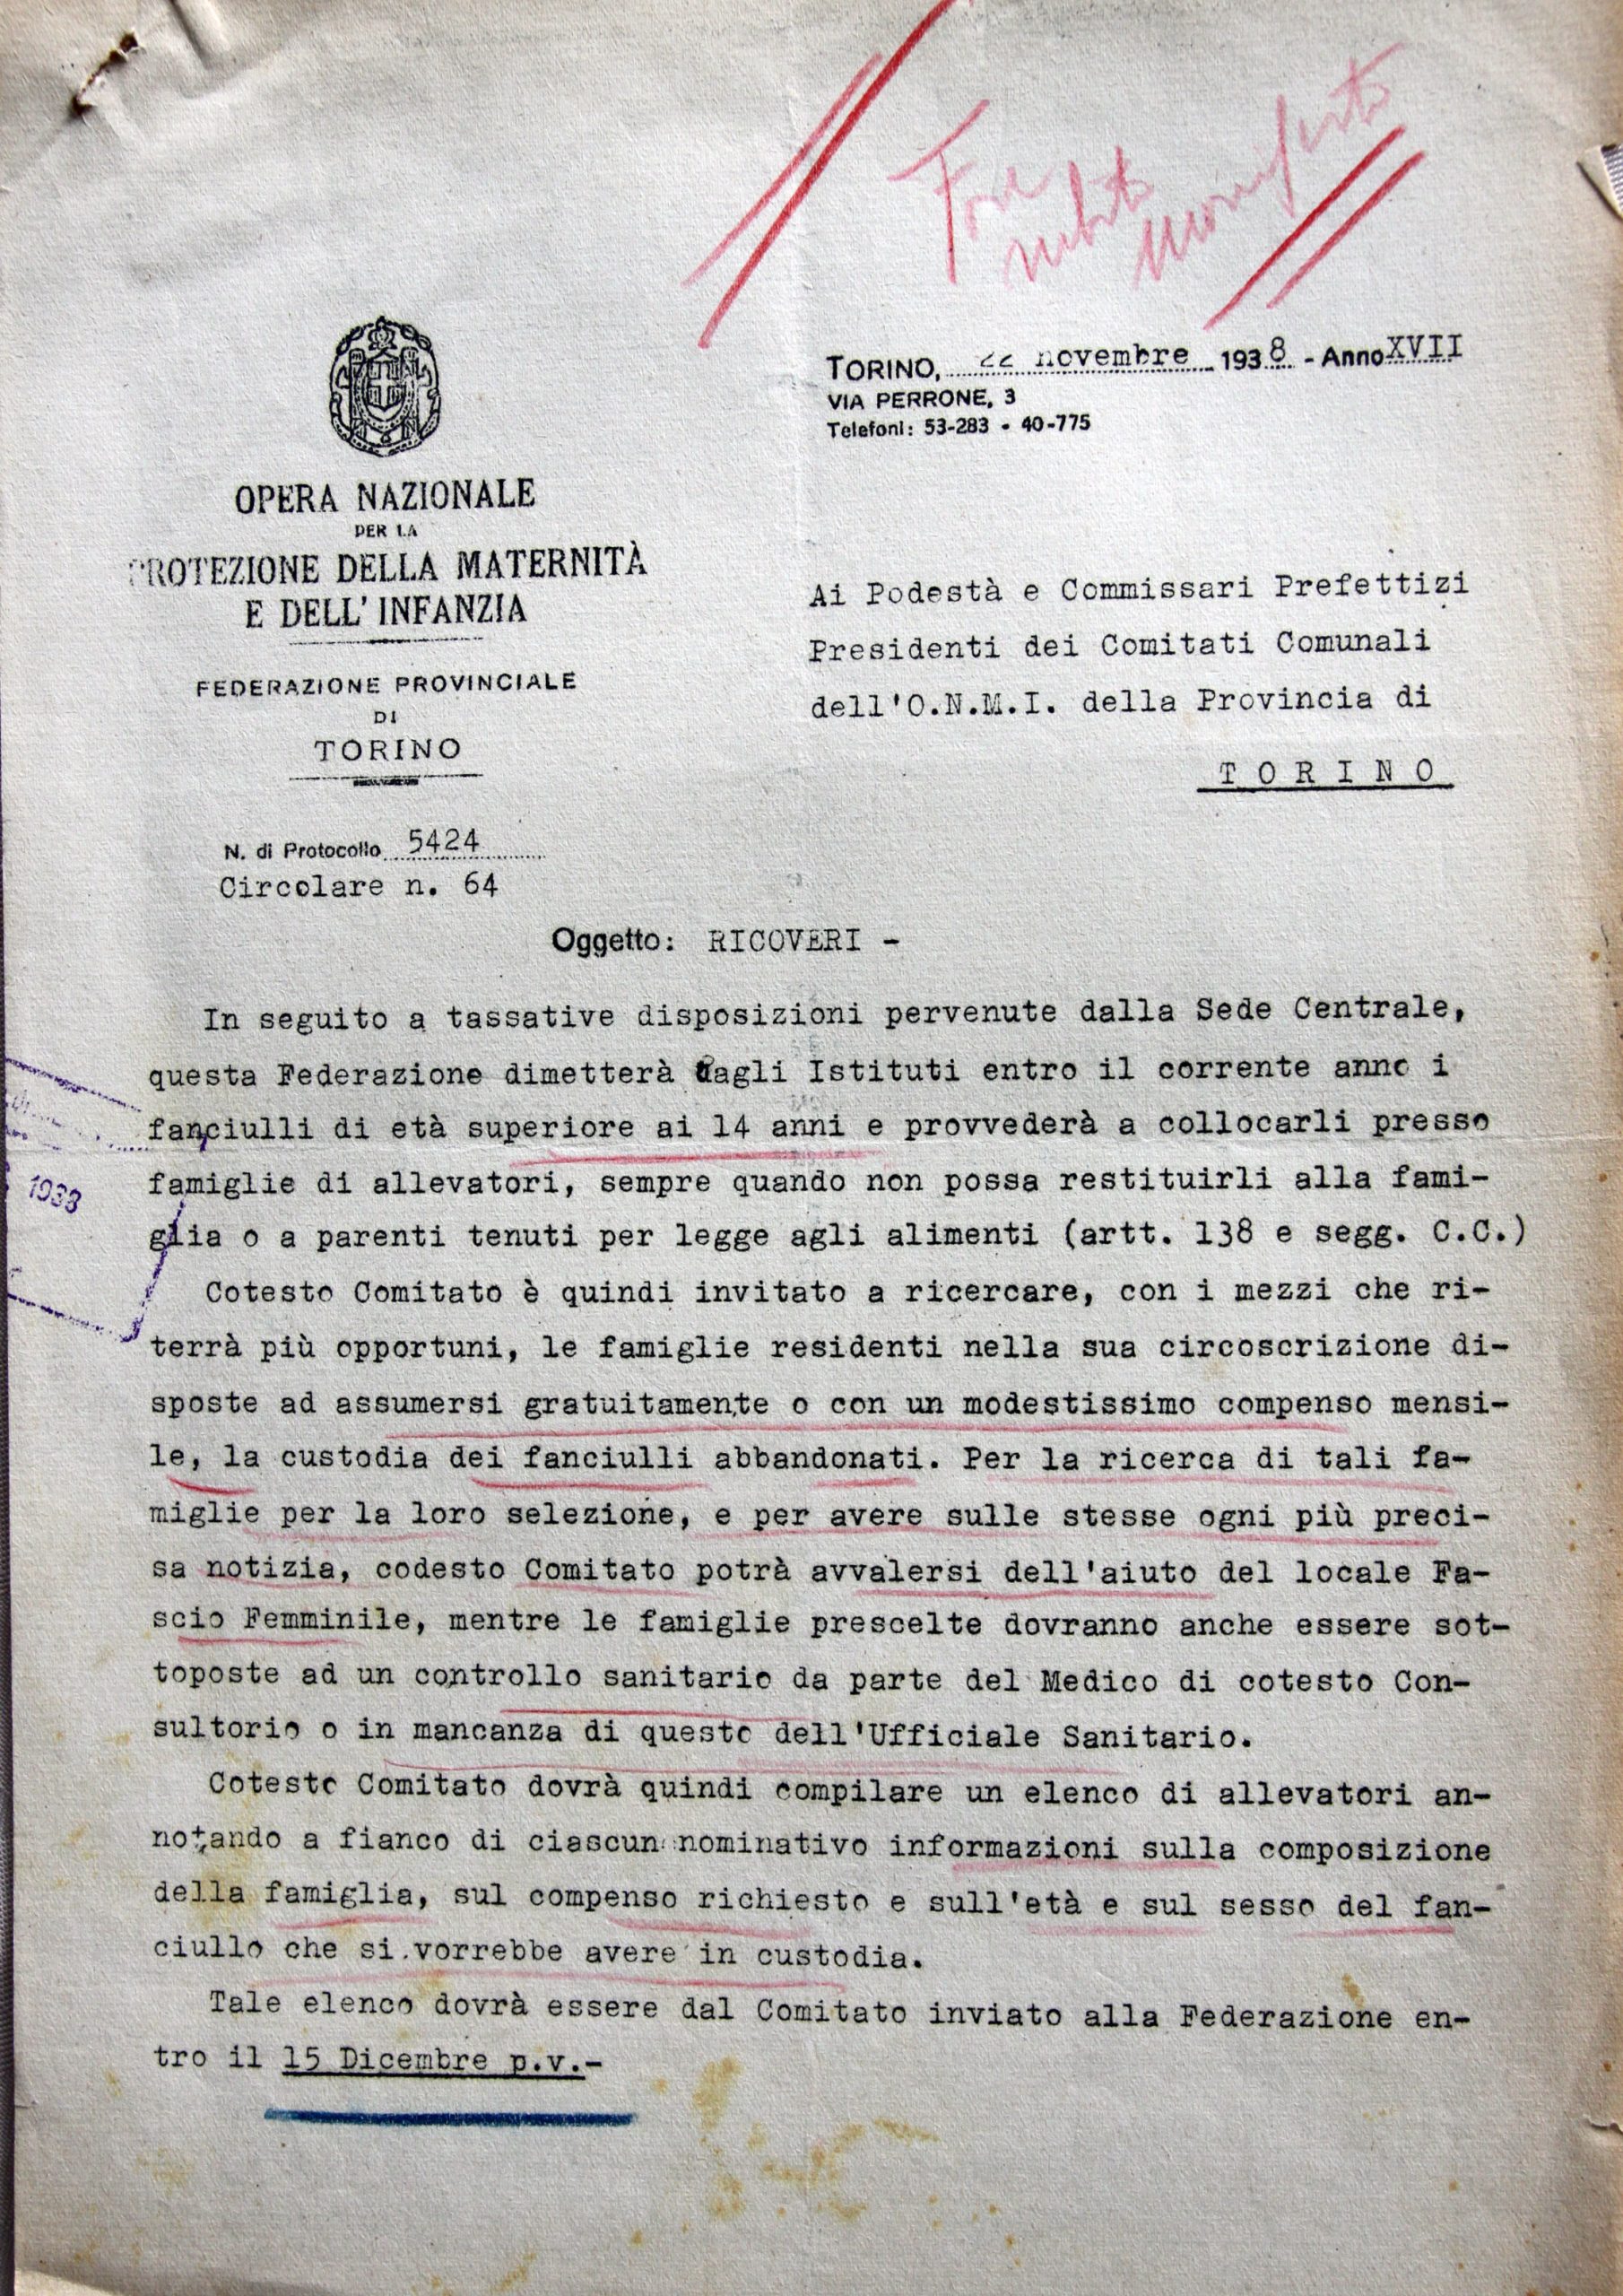 Fare
subito
manifesto
TORINO, 22 novembre 1938 - Anno XVII
VIA PERRONE, 3
Telefoni: 53-283 - 40-775
OPERA NAZIONALE
PER LA
PROTEZIONE DELLA MATERNITÀ
E DELL'INFANZIA
FEDERAZIONE PROVINCIALE
DI
TORINO
Ai Podestà e Commissari Prefettizi
Presidenti dei Comitati Comunali
dell'O.N.M.I. della Provincia di
T O R I N O
N. di Protocollo 5424
Circolare n. 64
Oggetto: RICOVERI -
In seguito a tassative disposizioni pervenute dalla Sede Centrale,
questa Federazione dimetterà dagli Istituti entro il corrente anno i
fanciulli di età superiore ai 14 anni e provvederà a collocarli presso
famiglie di allevatori, sempre quando non possa restituirli alla fami-
glia o a parenti tenuti per legge agli alimenti (artt. 138 e segg. C.C.)
Cotesto Comitato è quindi invitato a ricercare, con i mezzi che ri-
terrà più opportuni, le famiglie residenti nella sua circoscrizione di-
sposte ad assumersi gratuitamente o con un modestissimo compenso mensi-
le, la custodia dei fanciulli abbandonati. Per la ricerca di tali fa-
miglie per la loro selezione, e per avere sulle stesse ogni più preci-
sa notizia, codesto Comitato potrà avvalersi dell'aiuto del locale Fa-
scio Femminile, mentre le famiglie prescelte dovranno anche essere sot-
toposte ad un controllo sanitario da parte del Medico di cotesto Con-
sultorio o in mancanza di questo dell'Ufficiale Sanitario.
Cotesto Comitato dovrà quindi compilare un elenco di allevatori an-
notando a fianco di ciascun nominativo informazioni sulla composizione
della famiglia, sul compenso richiesto e sull'età e sul sesso del fan-
ciullo che si vorrebbe avere in custodia.
Tale elenco dovrà essere dal Comitato inviato alla Federazione en-
tro il 15 Dicembre p.v.-
1938